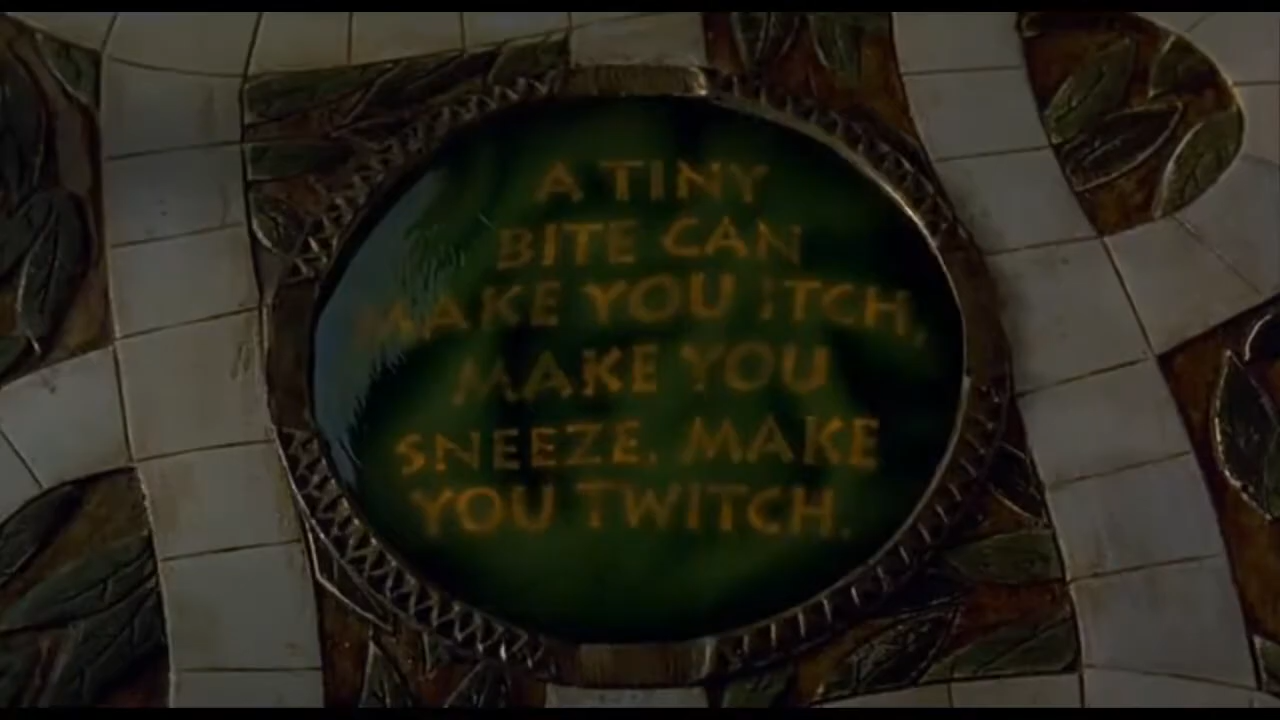 A TINY
BITE CAN
MAKE YOU ITCH,
MAKE YOU
SNEEZE, MAKE
YOU TWITCH.